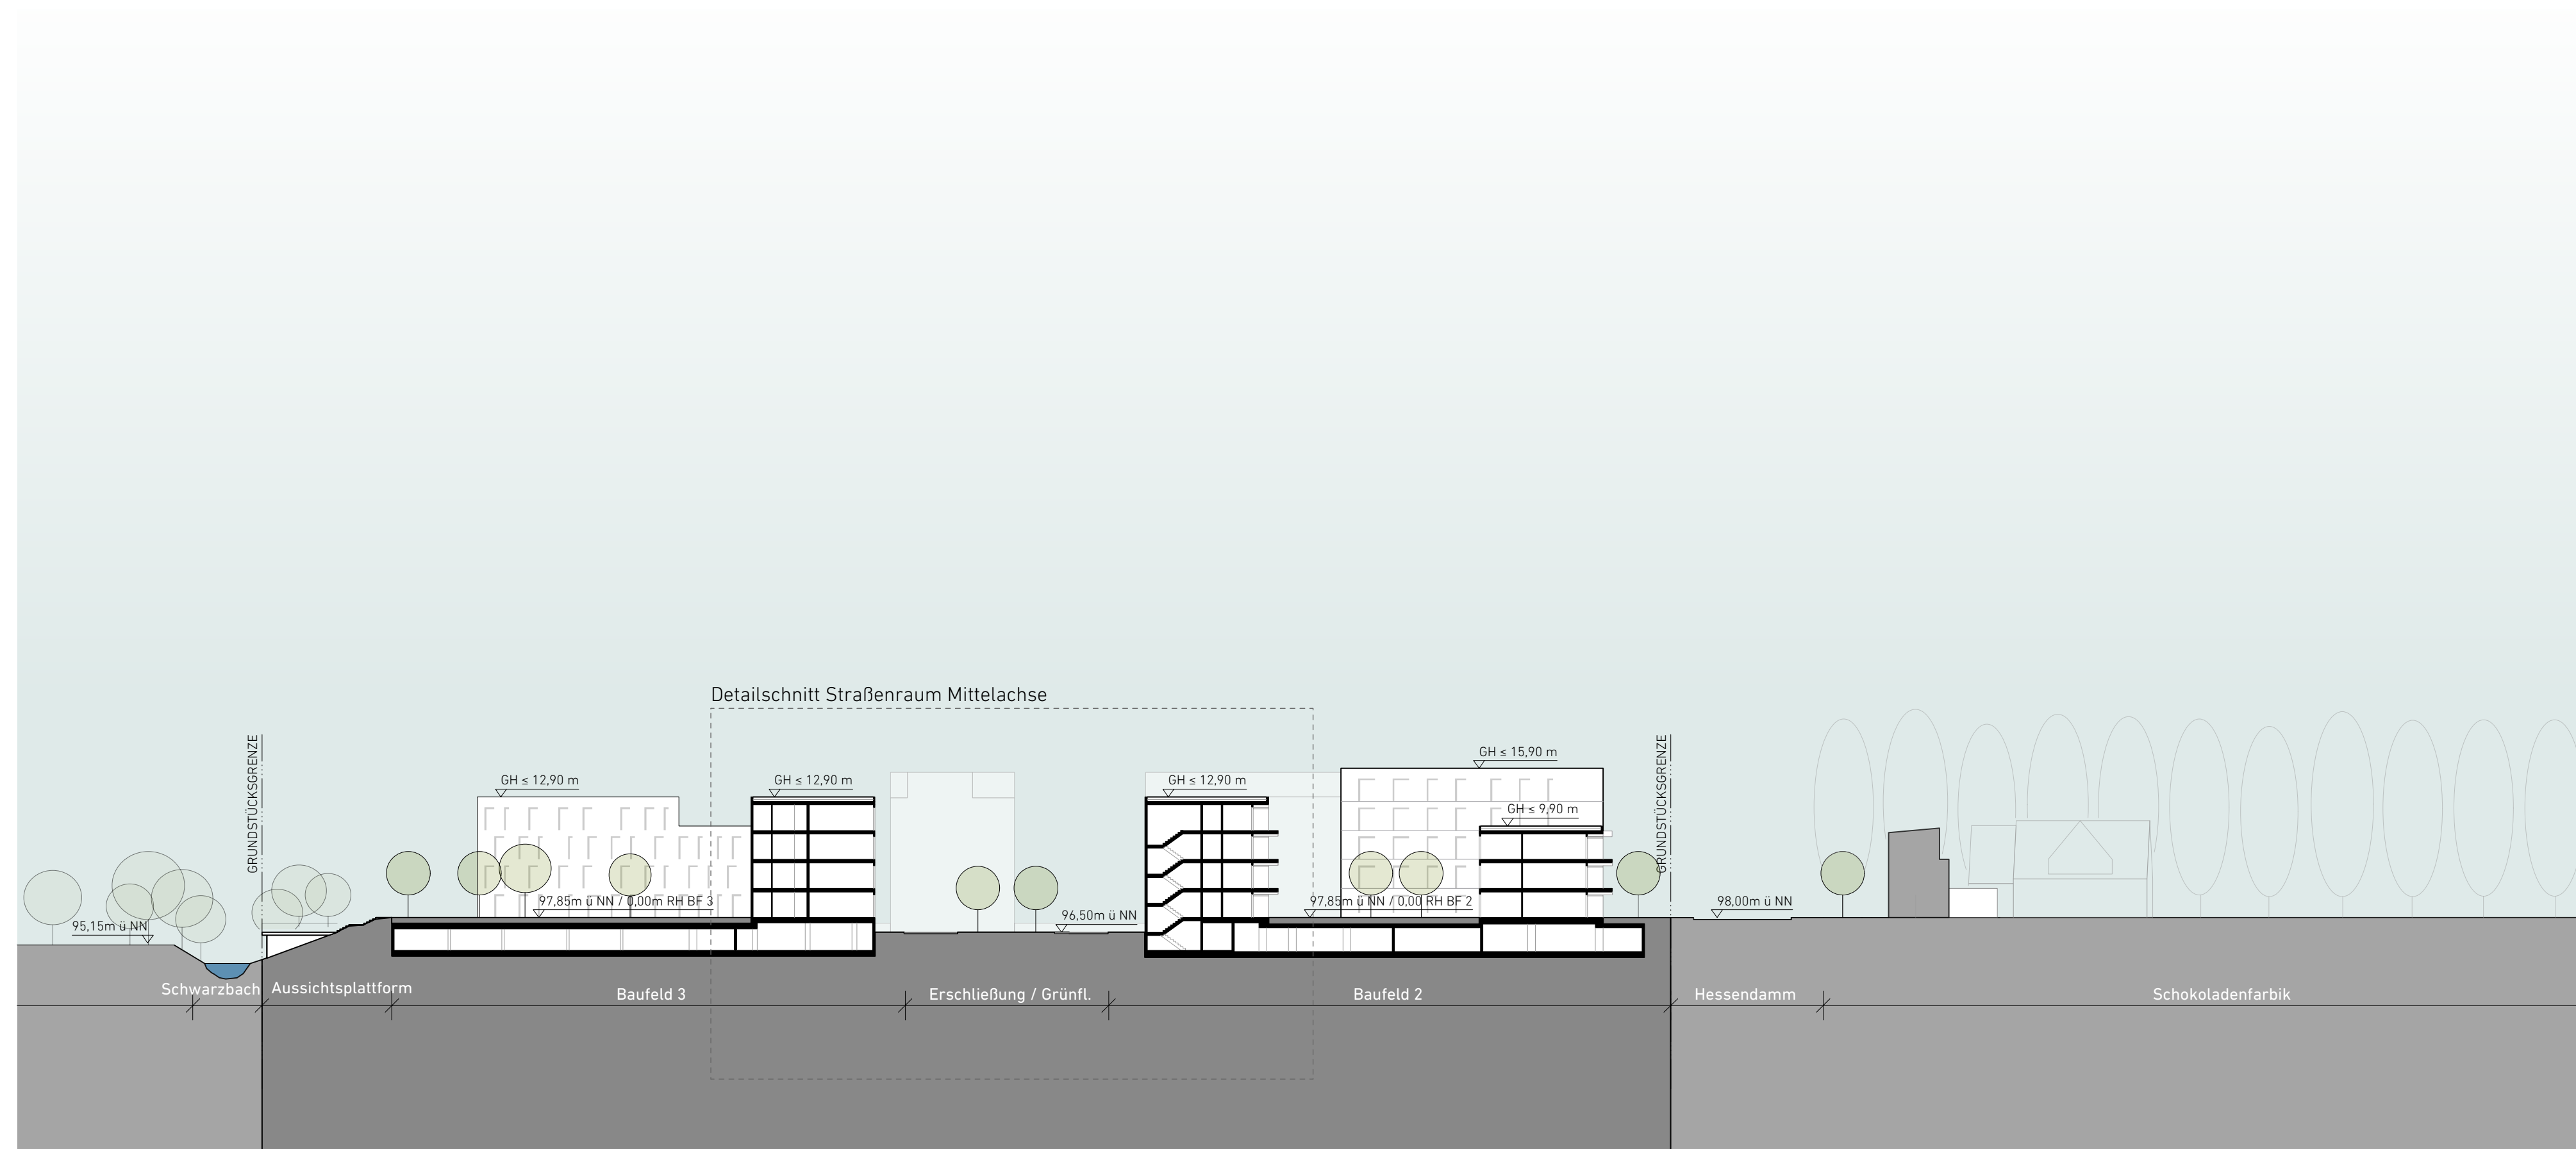 Detailschnitt Straßenraum Mittelachse
GRUNDSTÜCKSGRENZE
GRUNDSTÜCKSGRENZE
GH ≤ 15,90 m
GH ≤ 12,90 m
GH ≤ 12,90 m
GH ≤ 12,90 m
GH ≤ 9,90 m
97,85m ü NN / 0,00m RH BF 3
97,85m ü NN / 0,00 RH BF 2
98,00m ü NN
96,50m ü NN
95,15m ü NN
Schwarzbach
Aussichtsplattform
Baufeld 3
Erschließung / Grünfl.
Baufeld 2
Hessendamm
Schokoladenfarbik